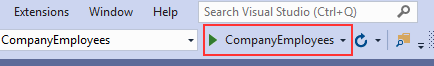 Extensions Window Help Search Visual Studio (Ctrl+Q)
CompanyEmployees CompanyEmployees